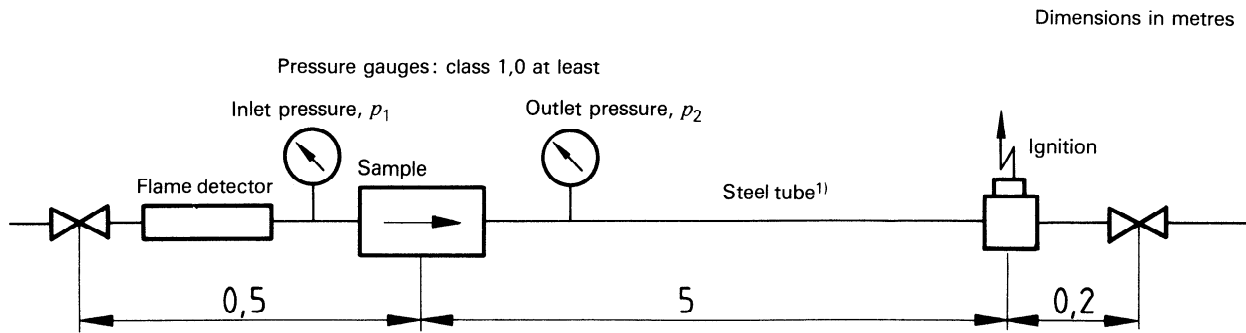 Dimensions in metres
Pressure gauges: class 1,0 at least
Inlet pressure, p₁
Outlet pressure, p₂
Ignition
Sample
Flame detector
Steel tube¹⁾
0,5
5
0,2